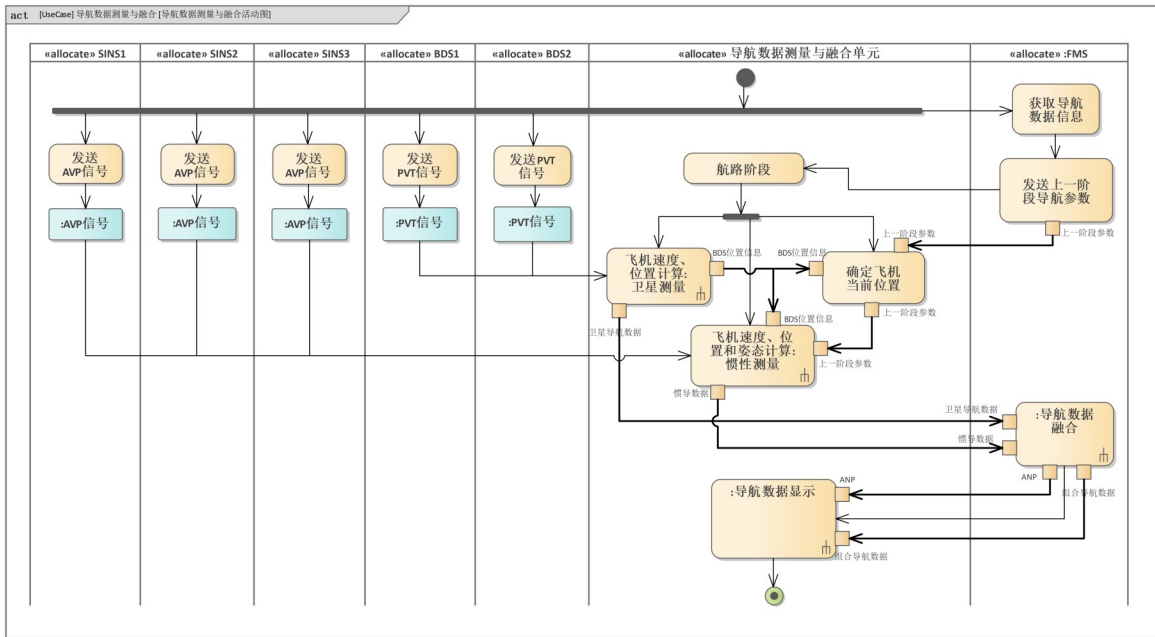 act [UseCase] 导航数据测量与融合 [导航数据测量与融合活动图]
«allocate» SINS1
«allocate» SINS2
«allocate» SINS3
«allocate» BDS1
«allocate» BDS2
«allocate» 导航数据测量与融合单元
«allocate» :FMS
获取导航
数据信息
发送
AVP信号
发送
AVP信号
发送
AVP信号
发送
PVT信号
发送PVT
信号
航路阶段
发送上一阶
段导航参数
:AVP信号
:AVP信号
:AVP信号
:PVT信号
:PVT信号
上一阶段参数
上一阶段参数
飞机速度、
位置计算:
卫星测量
BDS位置信息
BDS位置信息
确定飞机
当前位置
卫星导航数据
BDS位置信息
上一阶段参数
飞机速度、位
置和姿态计算:
惯性测量
上一阶段参数
惯导数据
卫星导航数据
惯导数据
:导航数据
融合
ANP
组合导航数据
:导航数据显示
ANP
组合导航数据